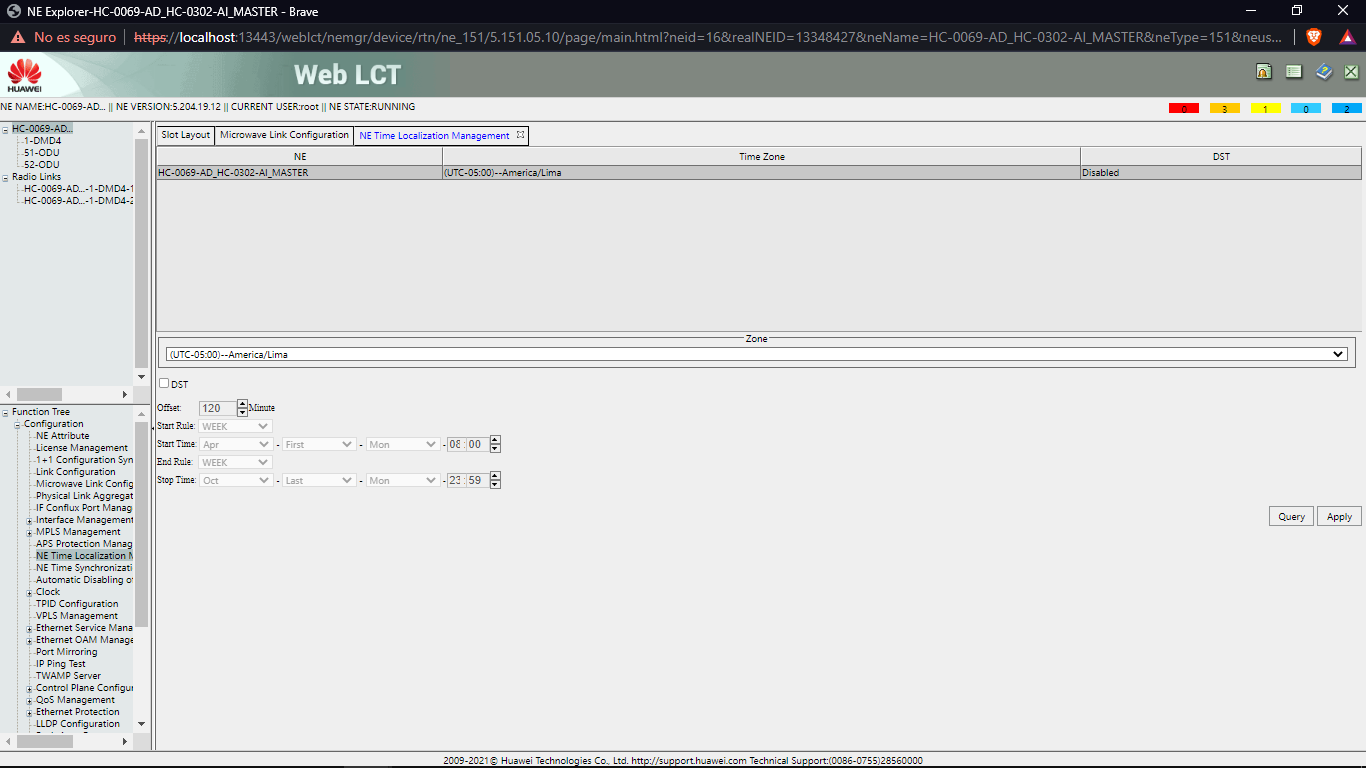 NE Explorer-HC-0069-AD_HC-0302-AI_MASTER - Brave
No es seguro https://localhost:13443/weblct/nemgr/device/rtn/ne_151/5.151.05.10/page/main.html?neid=16&realNEID=13348427&neName=HC-0069-AD_HC-0302-AI_MASTER&neType=151&neus...
HUAWEI
Web LCT
NE NAME:HC-0069-AD... || NE VERSION:5.204.19.12 || CURRENT USER:root || NE STATE:RUNNING
0 3 1 0 2
HC-0069-AD...
1-DMD4
51-ODU
52-ODU
Radio Links
HC-0069-AD...-1-DMD4-1
HC-0069-AD...-1-DMD4-2
Function Tree
Configuration
NE Attribute
License Management
1+1 Configuration Syn
Link Configuration
Microwave Link Config
Physical Link Aggregat
IF Conflux Port Manag
Interface Management
MPLS Management
APS Protection Manag
NE Time Localization M
NE Time Synchronizati
Automatic Disabling o
Clock
TPID Configuration
VPLS Management
Ethernet Service Mana
Ethernet OAM Manage
Port Mirroring
IP Ping Test
TWAMP Server
Control Plane Configur
QoS Management
Ethernet Protection
LLDP Configuration
Slot Layout Microwave Link Configuration NE Time Localization Management
NE Time Zone DST
HC-0069-AD_HC-0302-AI_MASTER (UTC-05:00)--America/Lima Disabled
Zone
(UTC-05:00)--America/Lima
DST
Offset: 120 Minute
Start Rule: WEEK
Start Time: Apr - First - Mon - 08 : 00
End Rule: WEEK
Stop Time: Oct - Last - Mon - 23 : 59
Query Apply
2009-2021© Huawei Technologies Co., Ltd. http://support.huawei.com Technical Support:(0086-0755)28560000